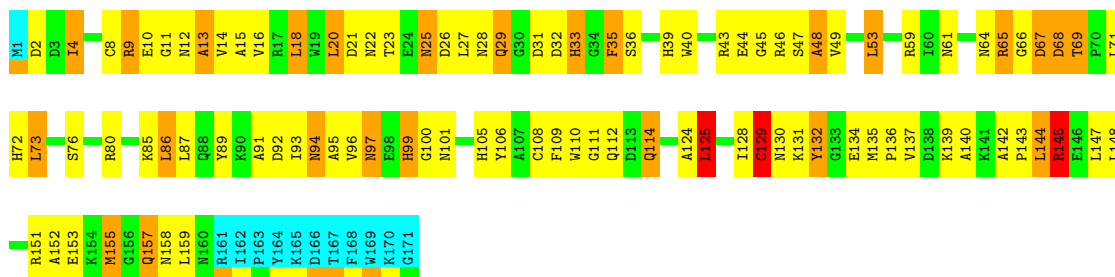 M1 D2 D3 I4 C8 R9 E10 G11 N12 A13 V14 A15 V16 R17 L18 W19 L20 D21 N22 T23 E24 N25 D26 L27 N28 Q29 G30 D31 D32 H33 G34 F35 S36 H39 W40 R43 E44 G45 R46 S47 A48 V49 L53 R59 I60 N61 N64 R65 G66 D67 D68 T69 P70
H72 L73 S76 R80 K85 L86 L87 Q88 Y89 K90 A91 D92 I93 N94 A95 V96 N97 E98 H99 G100 N101 H105 Y106 A107 C108 F109 W110 G111 Q112 D113 Q114 A124 L125 I128 C129 N130 K131 Y132 G133 E134 M135 P136 V137 D138 K139 A140 K141 A142 P143 L144 R145 E146 L147
R151 A152 E153 K154 M155 G156 Q157 N158 L159 N160 R161 I162 P163 Y164 K165 D166 T167 F168 W169 K170 G171